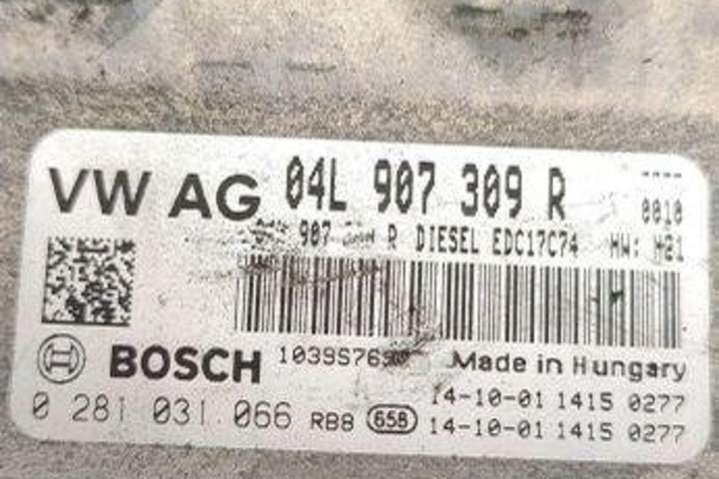 VW AG 04L 907 309 R ----
0010
907 R DIESEL EDC17C74 HW: H21
BOSCH Made in Hungary
0 281 031 066 RB8 658 14-10-01 1415 0277
14-10-01 1415 0277